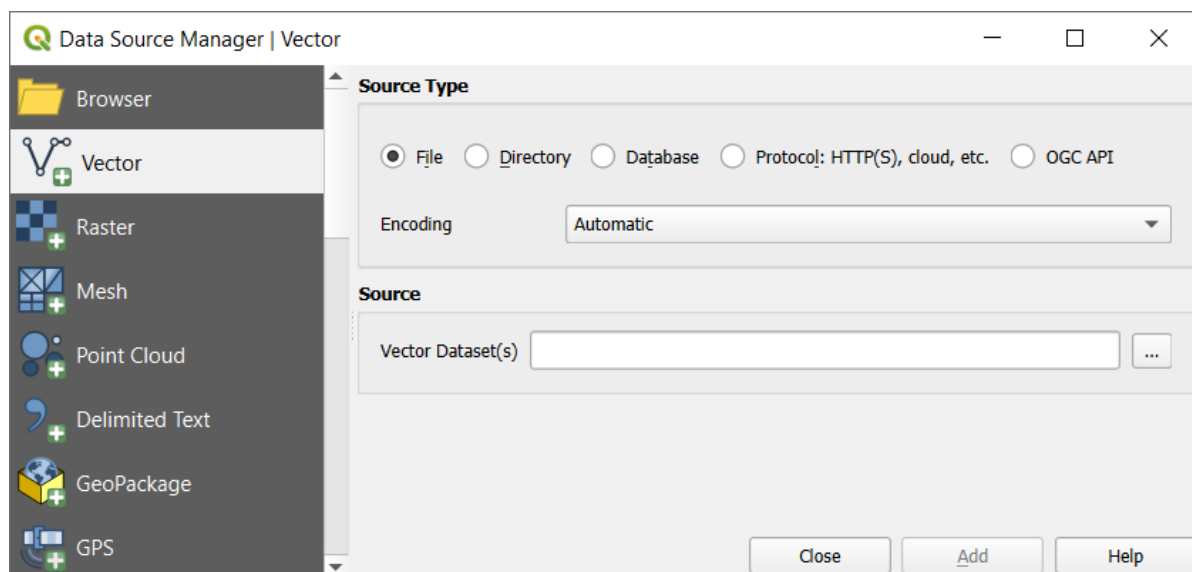 Data Source Manager | Vector
Browser
Vector
Raster
Mesh
Point Cloud
Delimited Text
GeoPackage
GPS
Source Type
File Directory Database Protocol: HTTP(S), cloud, etc. OGC API
Encoding Automatic
Source
Vector Dataset(s) ...
Close Add Help